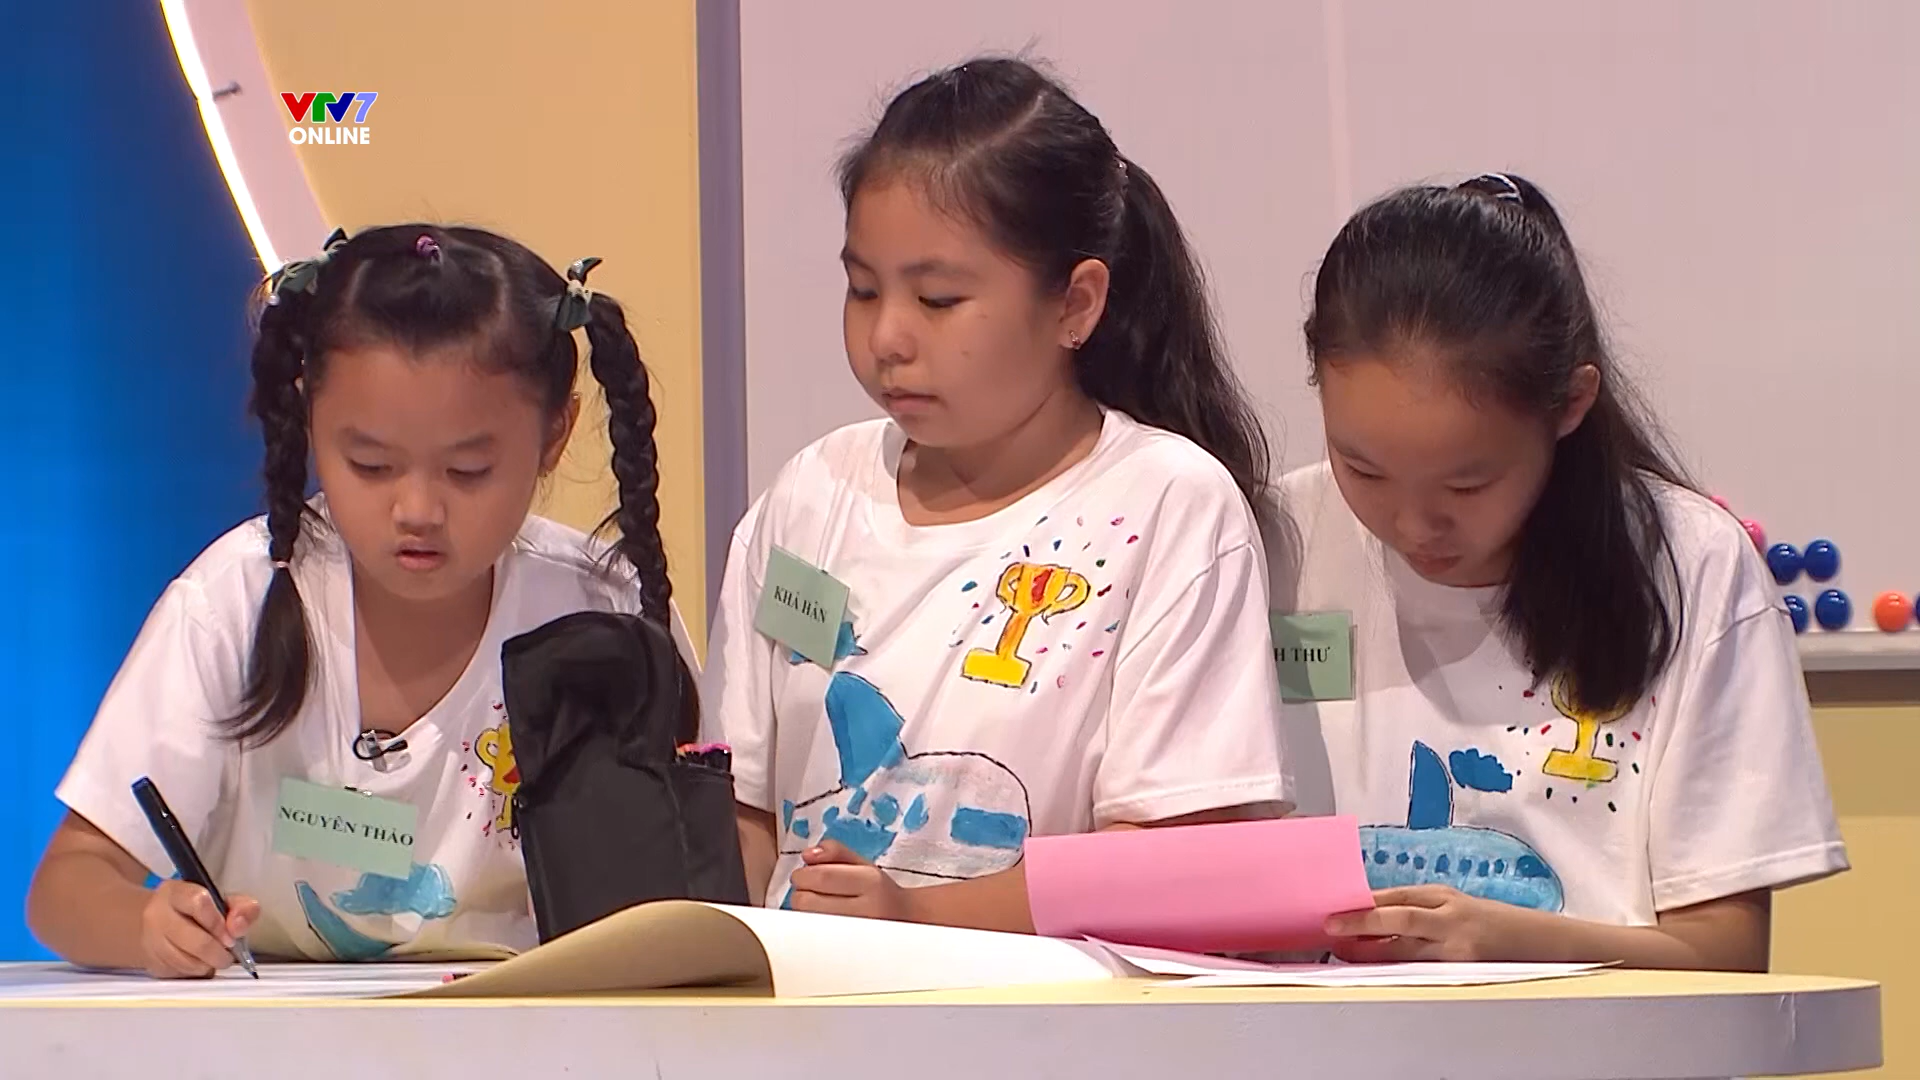 VTV7
ONLINE
KHẢ HÂN
H THƯ
NGUYÊN THẢO